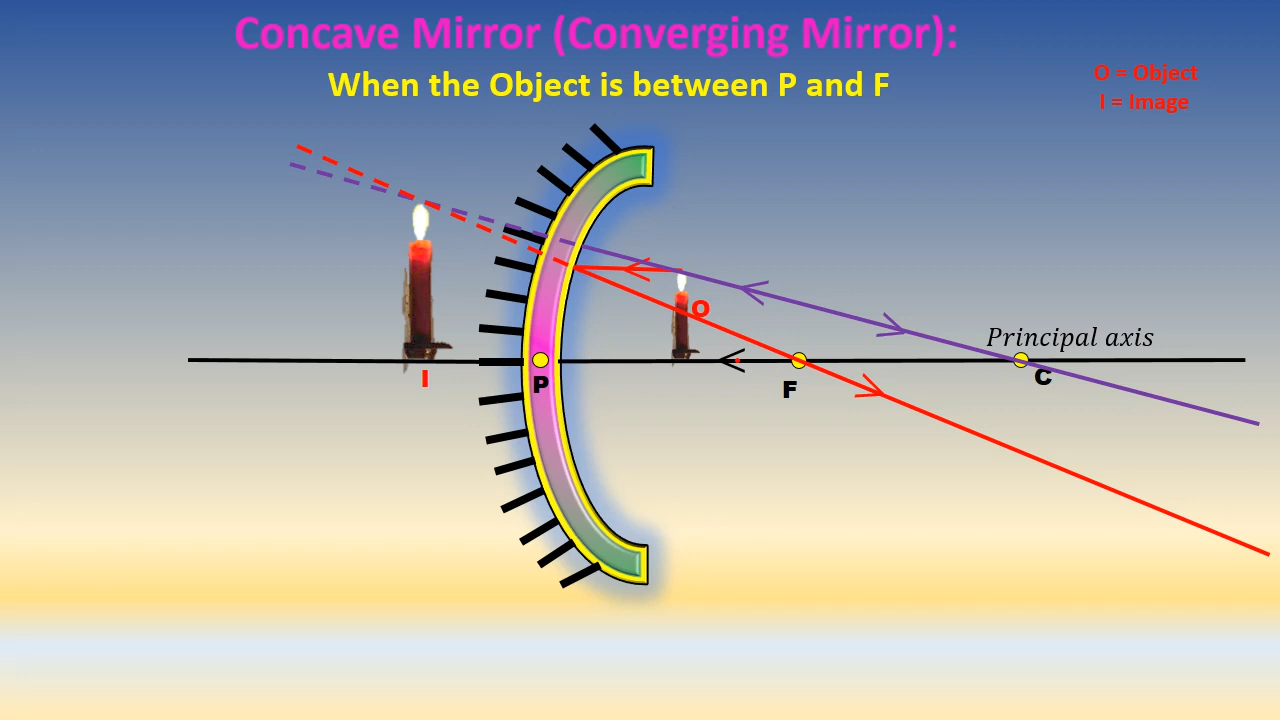 Concave Mirror (Converging Mirror):
When the Object is between P and F
O = Object
I = Image
O
Principal axis
I
P
F
C